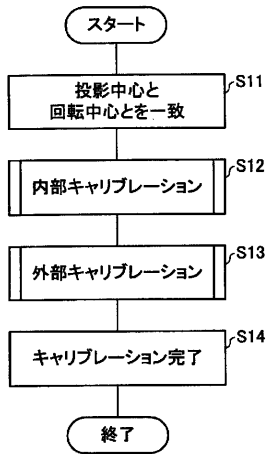 スタート
S11
投影中心と
回転中心とを一致
S12
内部キャリブレーション
S13
外部キャリブレーション
S14
キャリブレーション完了
終了